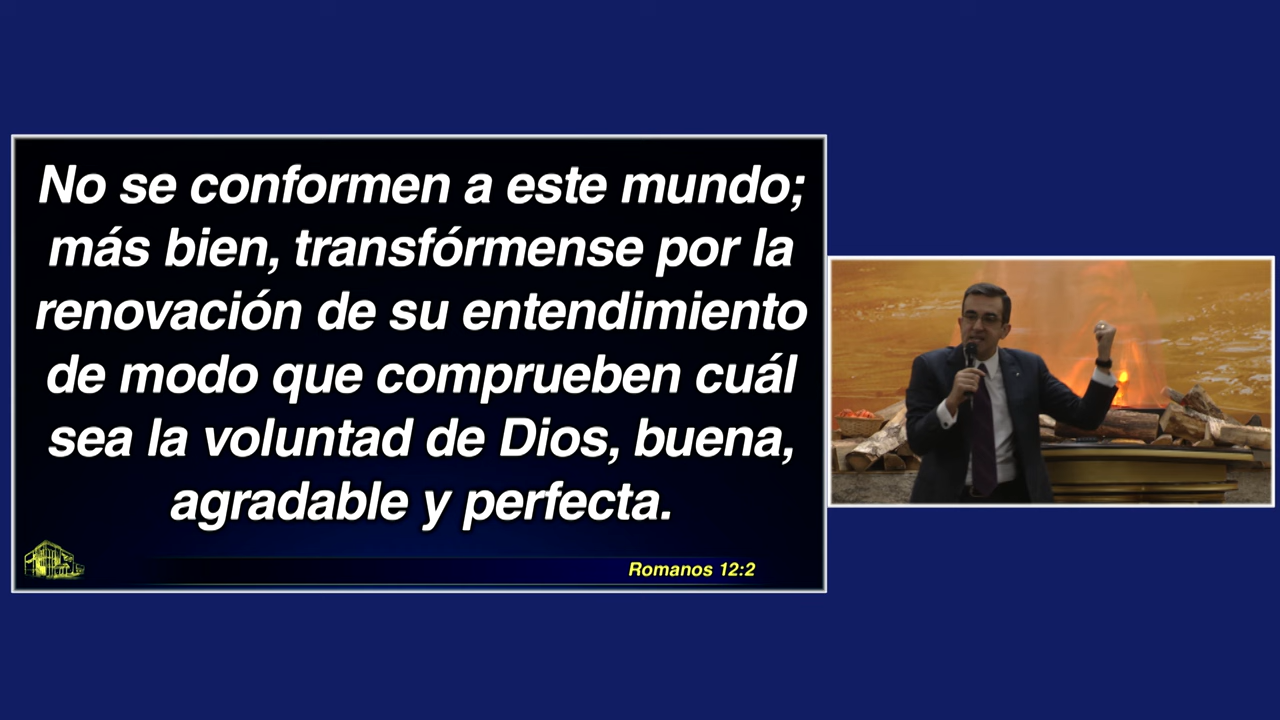 No se conformen a este mundo;
más bien, transfórmense por la
renovación de su entendimiento
de modo que comprueben cuál
sea la voluntad de Dios, buena,
agradable y perfecta.
Romanos 12:2